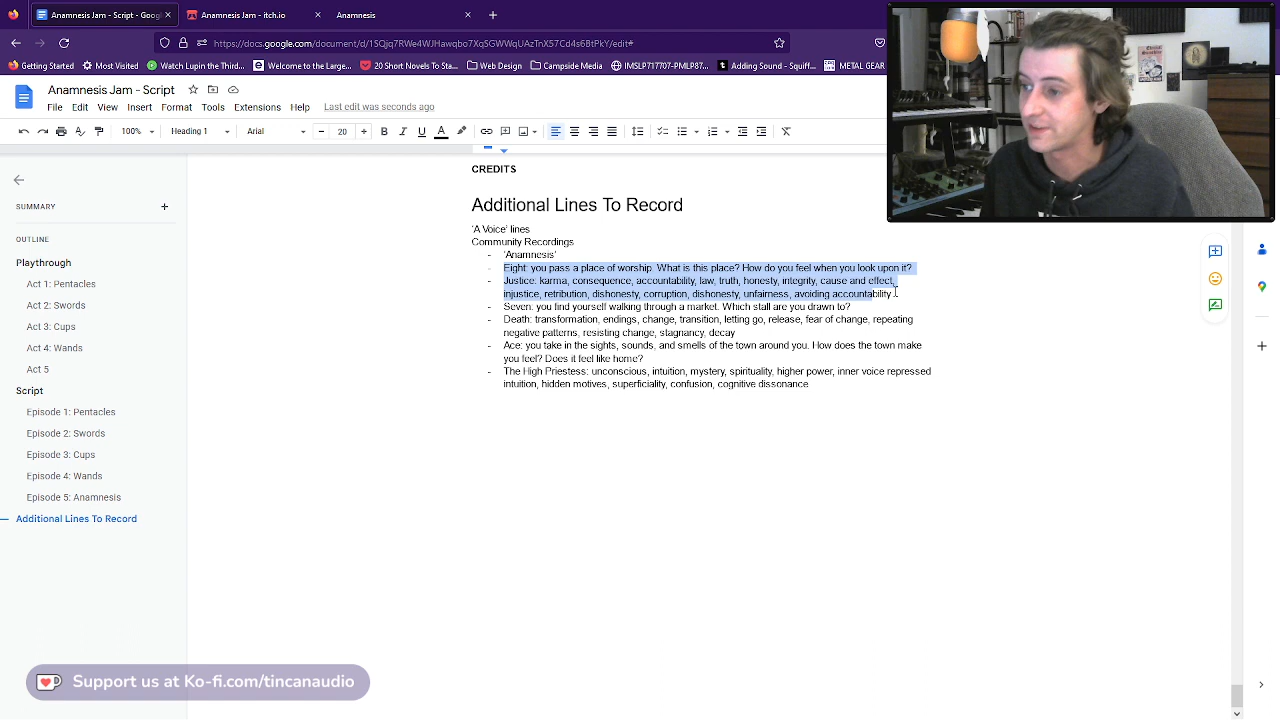 Anamnesis Jam - Script - Goog
Anamnesis Jam - itch.io
Anamnesis
https://docs.google.com/document/d/1SQjq7RWe4WJHawqbo7XqSGWWqUAzTnXS7Cd4s6BtPkY/edit#
Getting Started
Most Visited
Watch Lupin the Third...
Welcome to the Large...
20 Short Novels To S...
Web Design
Campside Media
IMSLP717707-PMLP87...
Adding Sound - Squiff...
METAL GEAR
Anamnesis Jam - Script
File Edit View Insert Format Tools Extensions Help Last edit was seconds ago
100% Heading 1 Arial - 20 + B I U A
SUMMARY +
OUTLINE
Playthrough
Act 1: Pentacles
Act 2: Swords
Act 3: Cups
Act 4: Wands
Act 5
Script
Episode 1: Pentacles
Episode 2: Swords
Episode 3: Cups
Episode 4: Wands
Episode 5: Anamnesis
Additional Lines To Record
CREDITS
Additional Lines To Record
'A Voice' lines
Community Recordings
- 'Anamnesis'
- Eight: you pass a place of worship. What is this place? How do you feel when you look upon it?
- Justice: karma, consequence, accountability, law, truth, honesty, integrity, cause and effect,
injustice, retribution, dishonesty, corruption, dishonesty, unfairness, avoiding accountability
- Seven: you find yourself walking through a market. Which stall are you drawn to?
- Death: transformation, endings, change, transition, letting go, release, fear of change, repeating
negative patterns, resisting change, stagnancy, decay
- Ace: you take in the sights, sounds, and smells of the town around you. How does the town make
you feel? Does it feel like home?
- The High Priestess: unconscious, intuition, mystery, spirituality, higher power, inner voice repressed
intuition, hidden motives, superficiality, confusion, cognitive dissonance
Support us at Ko-fi.com/tincanaudio